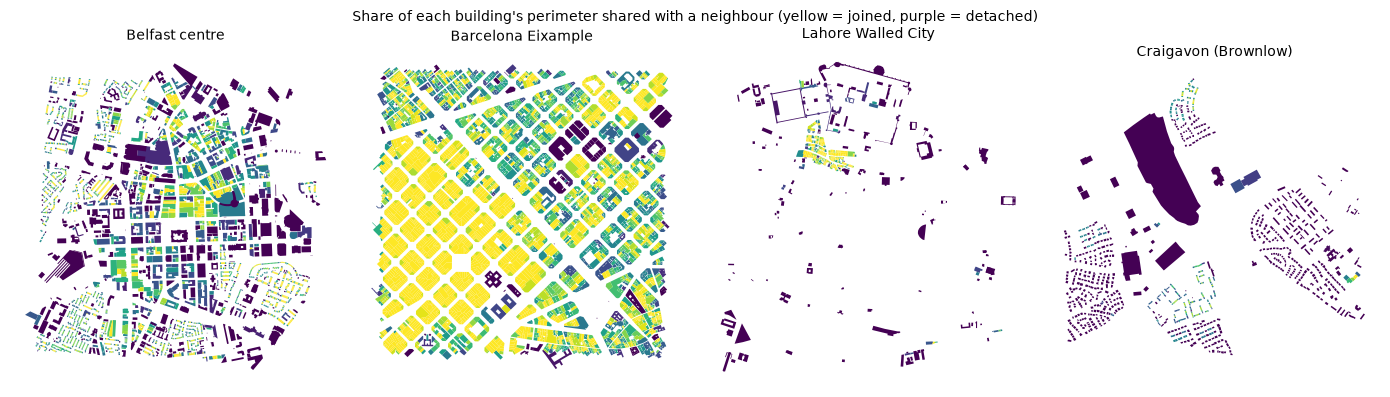 Share of each building's perimeter shared with a neighbour (yellow = joined, purple = detached)
Belfast centre
Barcelona Eixample
Lahore Walled City
Craigavon (Brownlow)